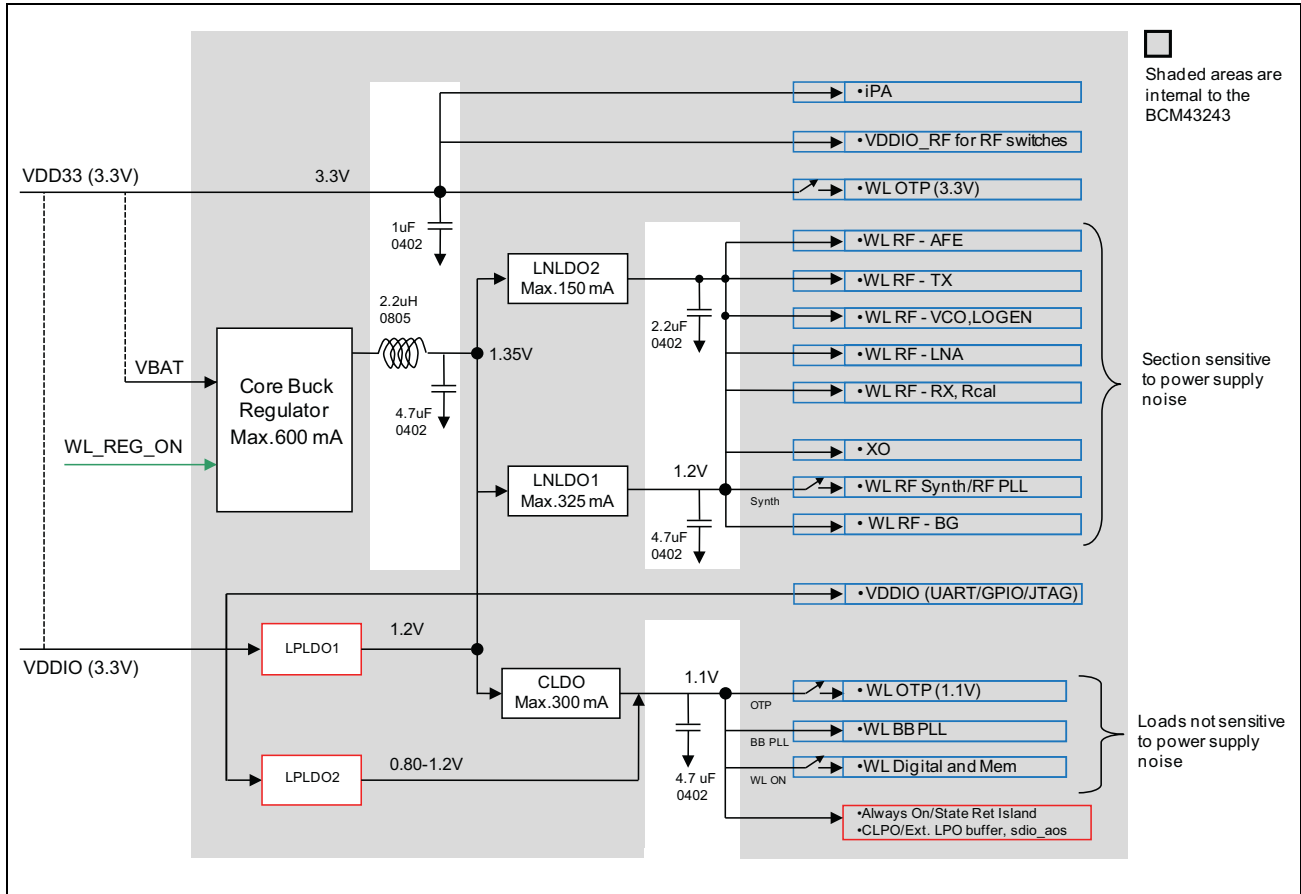 Shaded areas are
internal to the
BCM43243
•iPA
•VDDIO_RF for RF switches
VDD33 (3.3V)
3.3V
•WL OTP (3.3V)
1uF
0402
•WL RF - AFE
LNLDO2
Max.150 mA
•WL RF - TX
2.2uH
0805
2.2uF
0402
•WL RF - VCO,LOGEN
1.35V
•WL RF - LNA
Section sensitive
to power supply
noise
VBAT
Core Buck
Regulator
Max.600 mA
4.7uF
0402
•WL RF - RX, Rcal
WL_REG_ON
•XO
LNLDO1
Max.325 mA
1.2V
Synth
•WL RF Synth/RF PLL
• WL RF - BG
4.7uF
0402
•VDDIO (UART/GPIO/JTAG)
VDDIO (3.3V)
LPLDO1
1.2V
CLDO
Max.300 mA
1.1V
OTP
•WL OTP (1.1V)
BB PLL
•WL BB PLL
Loads not sensitive
to power supply
noise
LPLDO2
0.80-1.2V
4.7 uF
0402
WL ON
•WL Digital and Mem
•Always On/State Ret Island
•CLPO/Ext. LPO buffer, sdio_aos